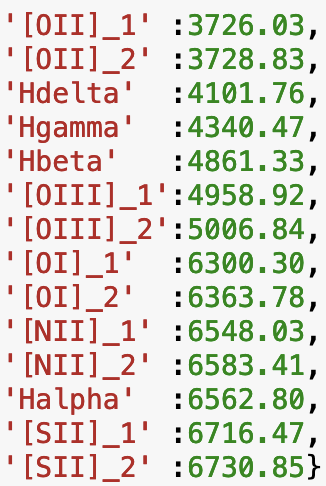 '[OII]_1' :3726.03,
'[OII]_2' :3728.83,
'Hdelta'  :4101.76,
'Hgamma'  :4340.47,
'Hbeta'   :4861.33,
'[OIII]_1':4958.92,
'[OIII]_2':5006.84,
'[OI]_1'  :6300.30,
'[OI]_2'  :6363.78,
'[NII]_1' :6548.03,
'[NII]_2' :6583.41,
'Halpha'  :6562.80,
'[SII]_1' :6716.47,
'[SII]_2' :6730.85}